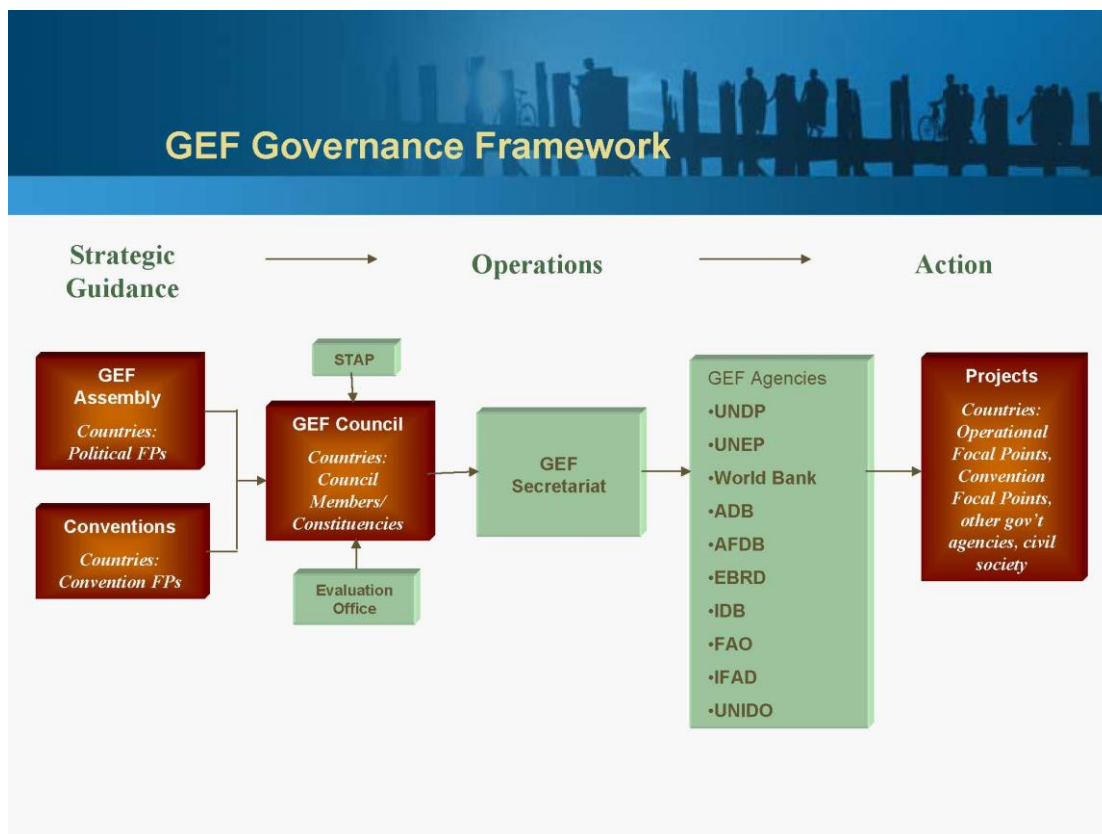 GEF Governance Framework
Strategic
Guidance
Operations
Action
GEF
Assembly
Countries:
Political FPs
Conventions
Countries:
Convention FPs
STAP
GEF Council
Countries:
Council
Members/
Constituencies
Evaluation
Office
GEF
Secretariat
GEF Agencies
•UNDP
•UNEP
•World Bank
•ADB
•AFDB
•EBRD
•IDB
•FAO
•IFAD
•UNIDO
Projects
Countries:
Operational
Focal Points,
Convention
Focal Points,
other gov't
agencies, civil
society